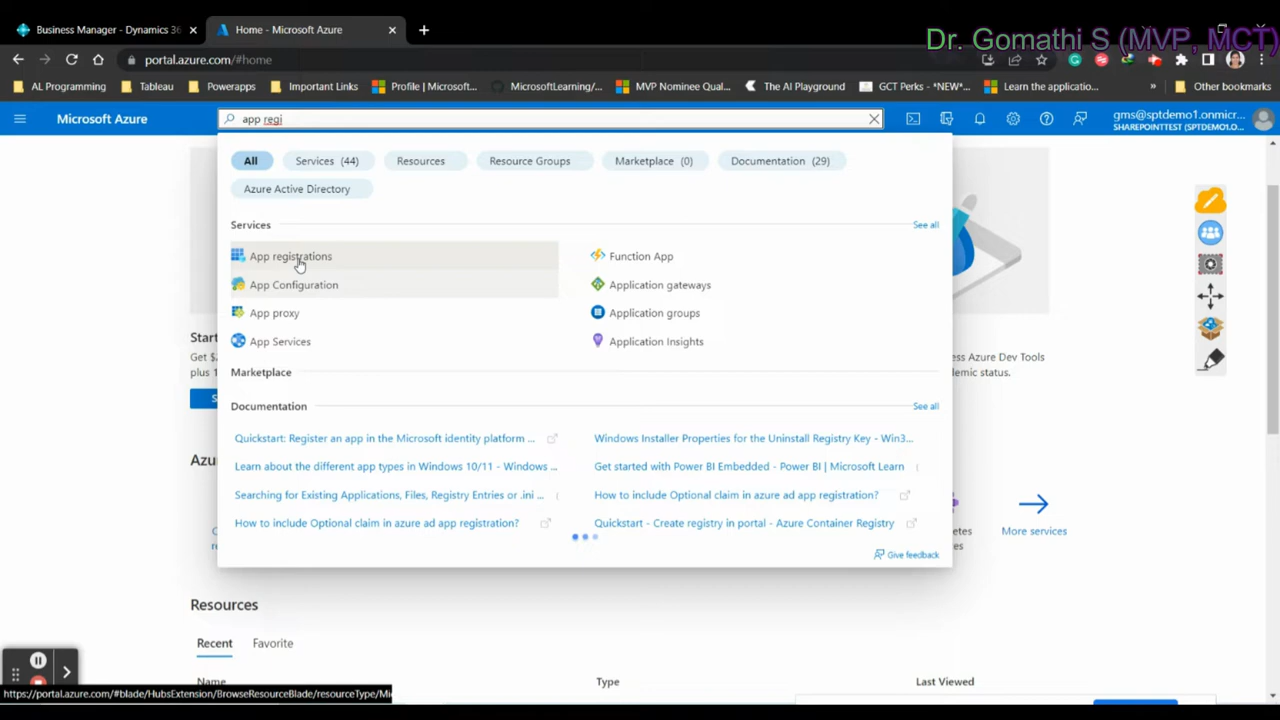 Business Manager - Dynamics 36
Home - Microsoft Azure
Dr. Gomathi S (MVP, MCT)
portal.azure.com/#home
AL Programming
Tableau
Powerapps
Important Links
Profile | Microsoft...
MicrosoftLearning/...
MVP Nominee Qual...
The AI Playground
GCT Perks - *NEW*...
Learn the applicatio...
Other bookmarks
Microsoft Azure
app regi
gms@sptdemo1.onmicr...
SHAREPOINTTEST (SPTDEMO1.O...
All
Services (44)
Resources
Resource Groups
Marketplace (0)
Documentation (29)
Azure Active Directory
Services
See all
App registrations
Function App
App Configuration
Application gateways
App proxy
Application groups
App Services
Application Insights
Marketplace
Documentation
See all
Quickstart: Register an app in the Microsoft identity platform ...
Windows Installer Properties for the Uninstall Registry Key - Win3...
Learn about the different app types in Windows 10/11 - Windows ...
Get started with Power BI Embedded - Power BI | Microsoft Learn
Searching for Existing Applications, Files, Registry Entries or .ini ...
How to include Optional claim in azure ad app registration?
How to include Optional claim in azure ad app registration?
Quickstart - Create registry in portal - Azure Container Registry
Give feedback
Start
Get $
plus 1
S
ess Azure Dev Tools
demic status.
Azu
More services
Resources
Recent
Favorite
Name
Type
Last Viewed
https://portal.azure.com/#blade/HubsExtension/BrowseResourceBlade/resourceType/Mi